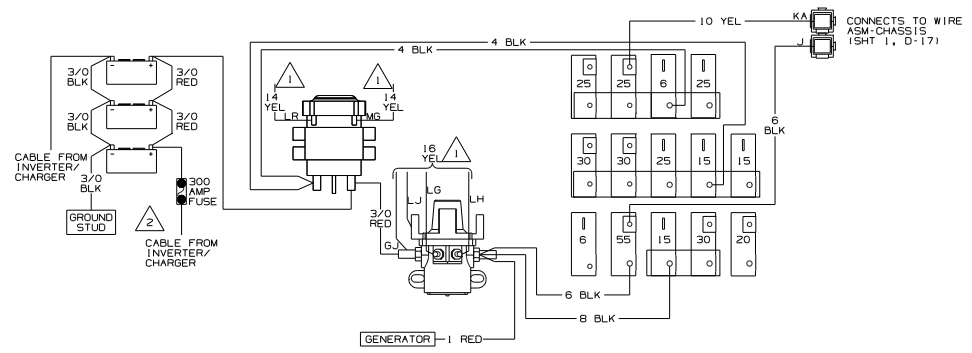 10 YEL
KA
CONNECTS TO WIRE
ASM-CHASSIS
(SHT 1, D-17)
J
4 BLK
4 BLK
3/0
BLK
3/0
RED
- +
3/0
BLK
3/0
RED
- +
- +
1
14
YEL
LR
1
14
YEL
MG
25
25
6
25
6
BLK
CABLE FROM
INVERTER/
CHARGER
3/0
BLK
300
AMP
FUSE
GROUND
STUD
2
CABLE FROM
INVERTER/
CHARGER
16
YEL
1
LJ
LG
LH
3/0
RED
GJ
30
30
25
15
15
6
55
15
30
20
6 BLK
8 BLK
GENERATOR
1 RED